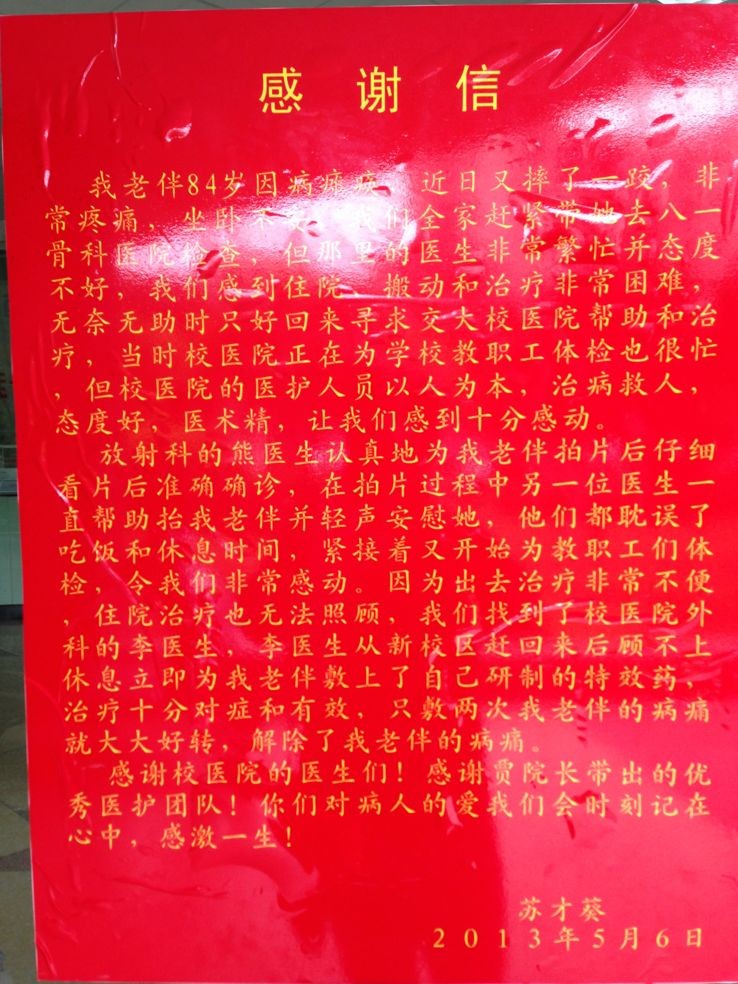 感谢信
我老伴84岁因病瘫痪，近日又摔了一跤，非
常疼痛，坐卧不安，我们全家赶紧带她去八一
骨科医院检查，但那里的医生非常繁忙并态度
不好，我们感到住院、搬动和治疗非常困难，
无奈无助时只好回来寻求交大校医院帮助和治
疗，当时校医院正在为学校教职工体检也很忙
，但校医院的医护人员以人为本，治病救人，
态度好，医术精，让我们感到十分感动。
放射科的熊医生认真地为我老伴拍片后仔细
看片后准确确诊，在拍片过程中另一位医生一
直帮助抬我老伴并轻声安慰她，他们都耽误了
吃饭和休息时间，紧接着又开始为教职工们体
检，令我们非常感动。因为出去治疗非常不便
，住院治疗也无法照顾，我们找到了校医院外
科的李医生，李医生从新校区赶回来后顾不上
休息立即为我老伴敷上了自己研制的特效药，
治疗十分对症和有效，只敷两次我老伴的病痛
就大大好转，解除了我老伴的病痛。
感谢校医院的医生们！感谢贾院长带出的优
秀医护团队！你们对病人的爱我们会时刻记在
心中，感激一生！
苏才葵
2013年5月6日